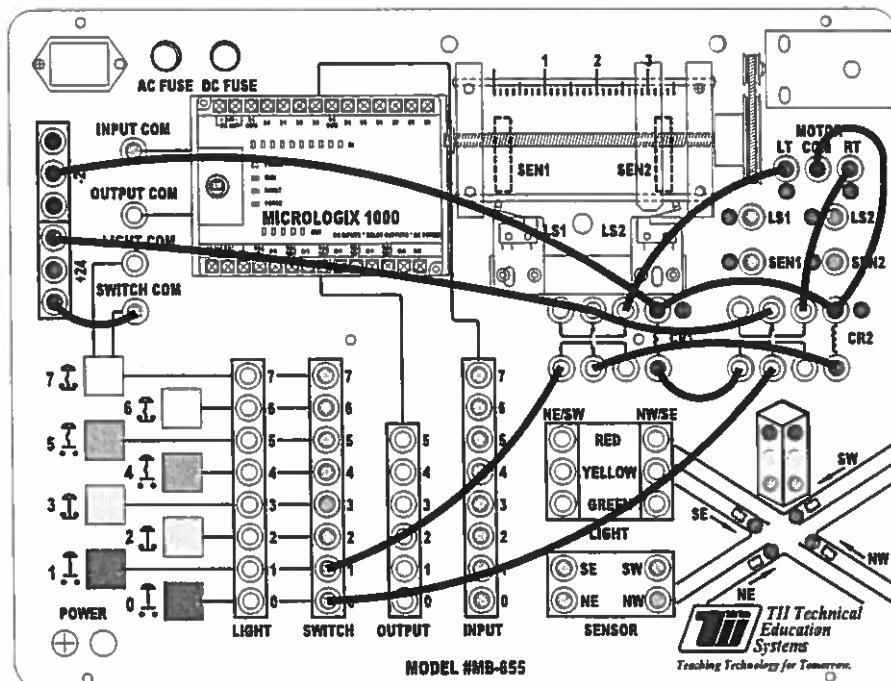 AC FUSE DC FUSE
1 2 3
INPUT COM
MOTOR
LT COM RT
SEN1 SEN2
OUTPUT COM
MICROLOGIX 1000
LS1 LS2
LS1 LS2
LIGHT COM
SEN1 SEN2
+24
SWITCH COM
CR2
7
7 7 7
6
6 6 6
NE/SW NW/SE
5
5 5 5 5
RED
4
4 4 4 4
YELLOW
SW
3
3 3 3 3
GREEN
SE
LIGHT
2
2 2 2 2
NW
1
1 1 1 1
SE SW
NE
0
0 0 0
NE NW
POWER
LIGHT SWITCH OUTPUT INPUT
SENSOR
TII TII Technical
Education
Systems
Teaching Technology for Tomorrow.
MODEL #MB-655